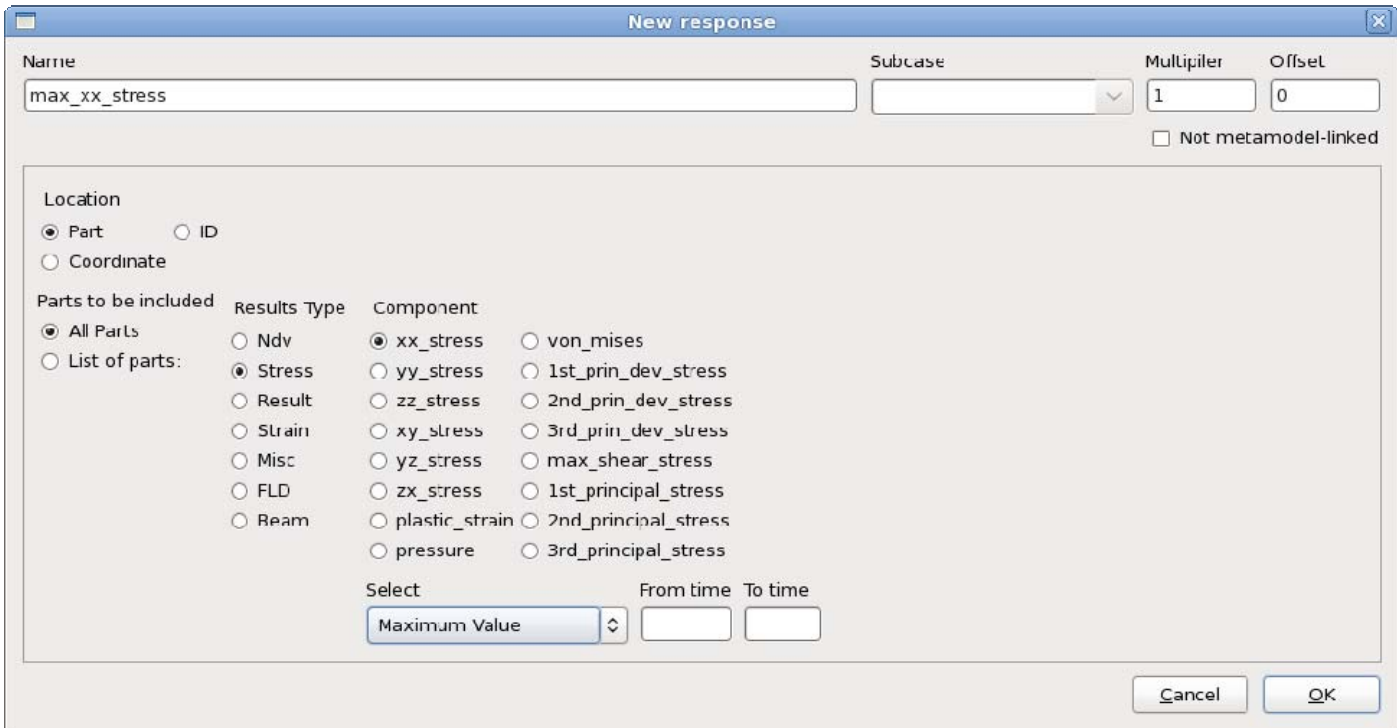 New response
Name Subcase Multipiler Offset
max_xx_stress 1 0
Not metamodel-linked
Location
Part ID
Coordinate
Parts to be included Results Type Component
All Parts Ndv xx_stress von_mises
List of parts: Stress yy_stress 1st_prin_dev_stress
Result zz_stress 2nd_prin_dev_stress
Strain xy_stress 3rd_prin_dev_stress
Misc yz_stress max_shear_stress
FLD zx_stress 1st_principal_stress
Beam plastic_strain 2nd_principal_stress
pressure 3rd_principal_stress
Select From time To time
Maximum Value
Cancel OK